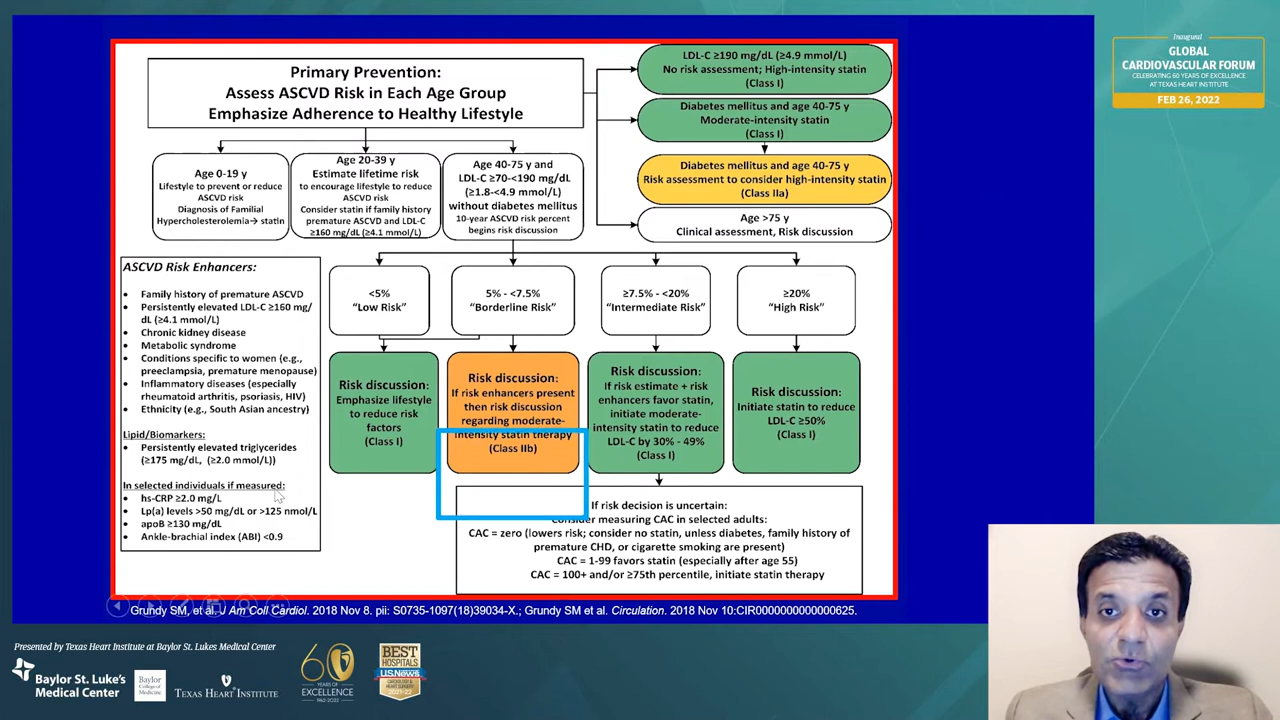 Primary Prevention:
Assess ASCVD Risk in Each Age Group
Emphasize Adherence to Healthy Lifestyle
LDL-C ≥190 mg/dL (≥4.9 mmol/L)
No risk assessment; High-intensity statin
(Class I)
Diabetes mellitus and age 40-75 y
Moderate-intensity statin
(Class I)
Diabetes mellitus and age 40-75 y
Risk assessment to consider high-intensity statin
(Class IIa)
Age >75 y
Clinical assessment, Risk discussion
Age 0-19 y
Lifestyle to prevent or reduce
ASCVD risk
Diagnosis of Familial
Hypercholesterolemia→ statin
Age 20-39 y
Estimate lifetime risk
to encourage lifestyle to reduce
ASCVD risk
Consider statin if family history
premature ASCVD and LDL-C
≥160 mg/dL (≥4.1 mmol/L)
Age 40-75 y and
LDL-C ≥70-<190 mg/dL
(≥1.8-<4.9 mmol/L)
without diabetes mellitus
10-year ASCVD risk percent
begins risk discussion
ASCVD Risk Enhancers:
• Family history of premature ASCVD
• Persistently elevated LDL-C ≥160 mg/
dL (≥4.1 mmol/L)
• Chronic kidney disease
• Metabolic syndrome
• Conditions specific to women (e.g.,
preeclampsia, premature menopause)
• Inflammatory diseases (especially
rheumatoid arthritis, psoriasis, HIV)
• Ethnicity (e.g., South Asian ancestry)
Lipid/Biomarkers:
• Persistently elevated triglycerides
(≥175 mg/dL, (≥2.0 mmol/L))
In selected individuals if measured:
• hs-CRP ≥2.0 mg/L
• Lp(a) levels >50 mg/dL or >125 nmol/L
• apoB ≥130 mg/dL
• Ankle-brachial index (ABI) <0.9
<5%
"Low Risk"
5% - <7.5%
"Borderline Risk"
≥7.5% - <20%
"Intermediate Risk"
≥20%
"High Risk"
Risk discussion:
Emphasize lifestyle
to reduce risk
factors
(Class I)
Risk discussion:
If risk enhancers present
then risk discussion
regarding moderate-
intensity statin therapy
(Class IIb)
Risk discussion:
If risk estimate + risk
enhancers favor statin,
initiate moderate-
intensity statin to reduce
LDL-C by 30% - 49%
(Class I)
Risk discussion:
Initiate statin to reduce
LDL-C ≥50%
(Class I)
If risk decision is uncertain:
Consider measuring CAC in selected adults:
CAC = zero (lowers risk; consider no statin, unless diabetes, family history of
premature CHD, or cigarette smoking are present)
CAC = 1-99 favors statin (especially after age 55)
CAC = 100+ and/or ≥75th percentile, initiate statin therapy
Grundy SM, et al. J Am Coll Cardiol. 2018 Nov 8. pii: S0735-1097(18)39034-X.; Grundy SM et al. Circulation. 2018 Nov 10:CIR0000000000000625.
Inaugural
GLOBAL
CARDIOVASCULAR FORUM
CELEBRATING 60 YEARS OF EXCELLENCE
AT TEXAS HEART INSTITUTE
FEB 26, 2022
Presented by Texas Heart Institute at Baylor St. Lukes Medical Center
Baylor St. Luke's
Medical Center
Baylor
College of
Medicine
TEXAS HEART INSTITUTE
60
YEARS OF
EXCELLENCE
1962-2022
BEST
HOSPITALS
U.S.News
CARDIOLOGY &
HEART SURGERY
2021-22